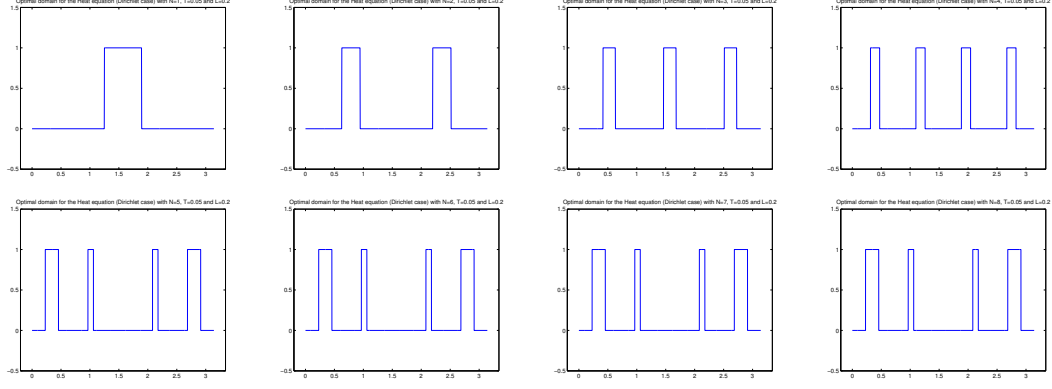 Optimal domain for the Heat equation (Dirichlet case) with N=1, T=0.05 and L=0.2
1.5
1
0.5
0
−0.5
0 0.5 1 1.5 2 2.5 3
Optimal domain for the Heat equation (Dirichlet case) with N=2, T=0.05 and L=0.2
1.5
1
0.5
0
−0.5
0 0.5 1 1.5 2 2.5 3
Optimal domain for the Heat equation (Dirichlet case) with N=3, T=0.05 and L=0.2
1.5
1
0.5
0
−0.5
0 0.5 1 1.5 2 2.5 3
Optimal domain for the Heat equation (Dirichlet case) with N=4, T=0.05 and L=0.2
1.5
1
0.5
0
−0.5
0 0.5 1 1.5 2 2.5 3
Optimal domain for the Heat equation (Dirichlet case) with N=5, T=0.05 and L=0.2
1.5
1
0.5
0
−0.5
0 0.5 1 1.5 2 2.5 3
Optimal domain for the Heat equation (Dirichlet case) with N=6, T=0.05 and L=0.2
1.5
1
0.5
0
−0.5
0 0.5 1 1.5 2 2.5 3
Optimal domain for the Heat equation (Dirichlet case) with N=7, T=0.05 and L=0.2
1.5
1
0.5
0
−0.5
0 0.5 1 1.5 2 2.5 3
Optimal domain for the Heat equation (Dirichlet case) with N=8, T=0.05 and L=0.2
1.5
1
0.5
0
−0.5
0 0.5 1 1.5 2 2.5 3